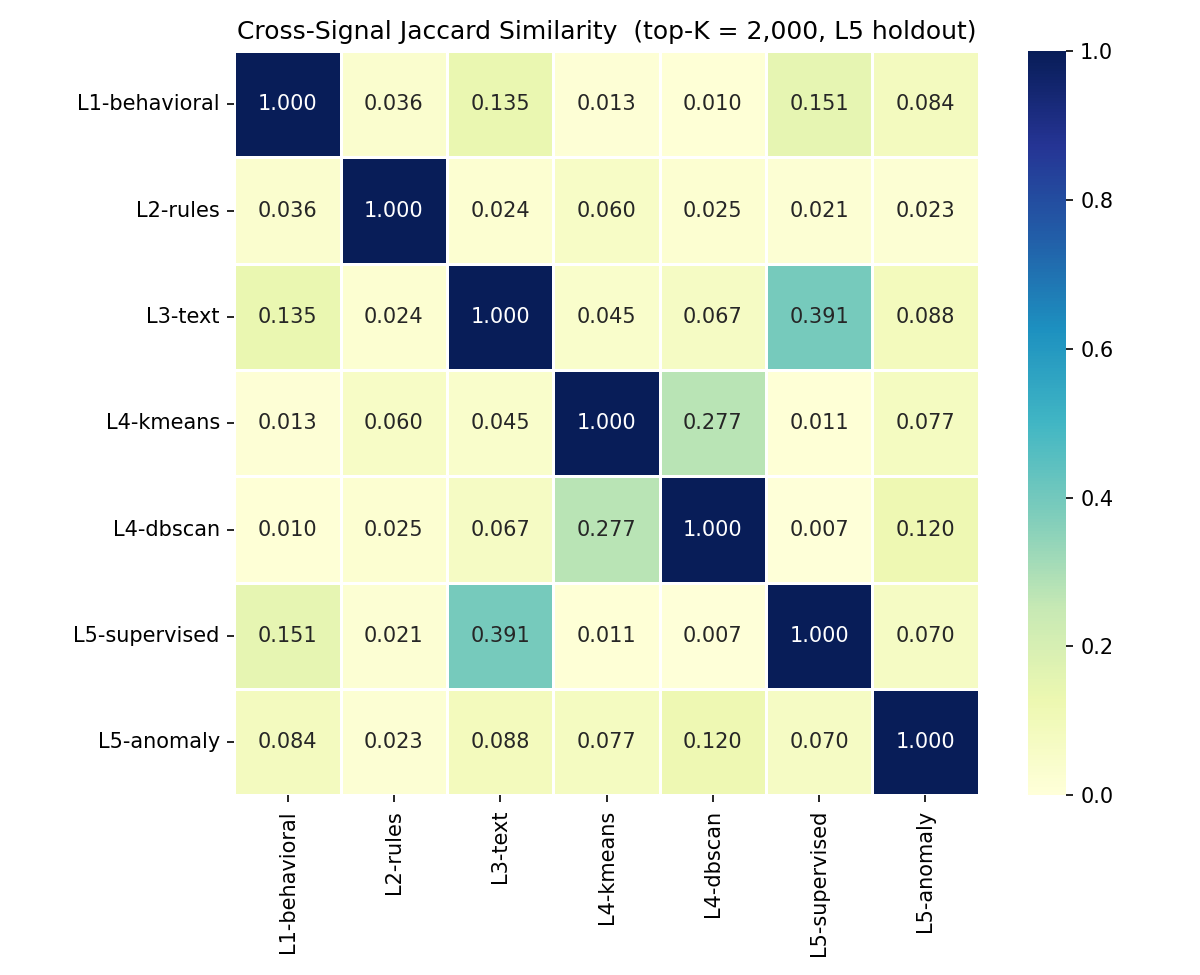 Cross-Signal Jaccard Similarity  (top-K = 2,000, L5 holdout)
L1-behavioral 1.000 0.036 0.135 0.013 0.010 0.151 0.084
L2-rules 0.036 1.000 0.024 0.060 0.025 0.021 0.023
L3-text 0.135 0.024 1.000 0.045 0.067 0.391 0.088
L4-kmeans 0.013 0.060 0.045 1.000 0.277 0.011 0.077
L4-dbscan 0.010 0.025 0.067 0.277 1.000 0.007 0.120
L5-supervised 0.151 0.021 0.391 0.011 0.007 1.000 0.070
L5-anomaly 0.084 0.023 0.088 0.077 0.120 0.070 1.000
L1-behavioral
L2-rules
L3-text
L4-kmeans
L4-dbscan
L5-supervised
L5-anomaly
1.0
0.8
0.6
0.4
0.2
0.0